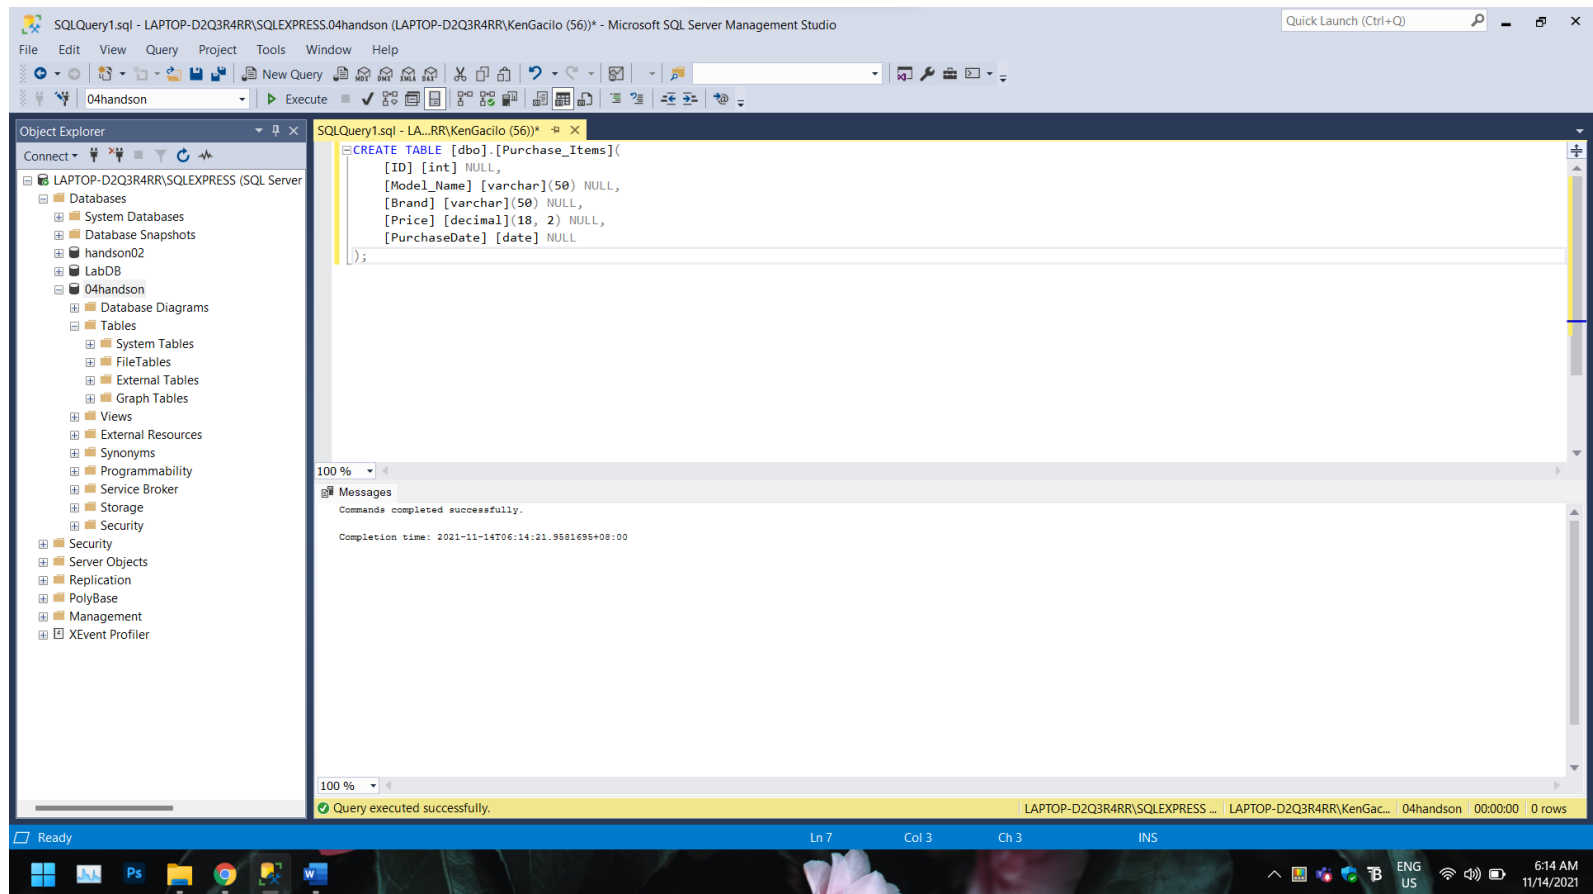 SQLQuery1.sql - LAPTOP-D2Q3R4RR\SQLEXPRESS.04handson (LAPTOP-D2Q3R4RR\KenGacilo (56))* - Microsoft SQL Server Management Studio
Quick Launch (Ctrl+Q)
File Edit View Query Project Tools Window Help
New Query MDX DMX XMLA DAX
04handson Execute
Object Explorer
Connect
LAPTOP-D2Q3R4RR\SQLEXPRESS (SQL Server
Databases
System Databases
Database Snapshots
handson02
LabDB
04handson
Database Diagrams
Tables
System Tables
FileTables
External Tables
Graph Tables
Views
External Resources
Synonyms
Programmability
Service Broker
Storage
Security
Security
Server Objects
Replication
PolyBase
Management
XEvent Profiler
SQLQuery1.sql - LA...RR\KenGacilo (56))*
CREATE TABLE [dbo].[Purchase_Items](
[ID] [int] NULL,
[Model_Name] [varchar](50) NULL,
[Brand] [varchar](50) NULL,
[Price] [decimal](18, 2) NULL,
[PurchaseDate] [date] NULL
);
100 %
Messages
Commands completed successfully.
Completion time: 2021-11-14T06:14:21.9581695+08:00
100 %
Query executed successfully.
LAPTOP-D2Q3R4RR\SQLEXPRESS ... LAPTOP-D2Q3R4RR\KenGac... 04handson 00:00:00 0 rows
Ready Ln 7 Col 3 Ch 3 INS
Ps
W
ENG
US
6:14 AM
11/14/2021